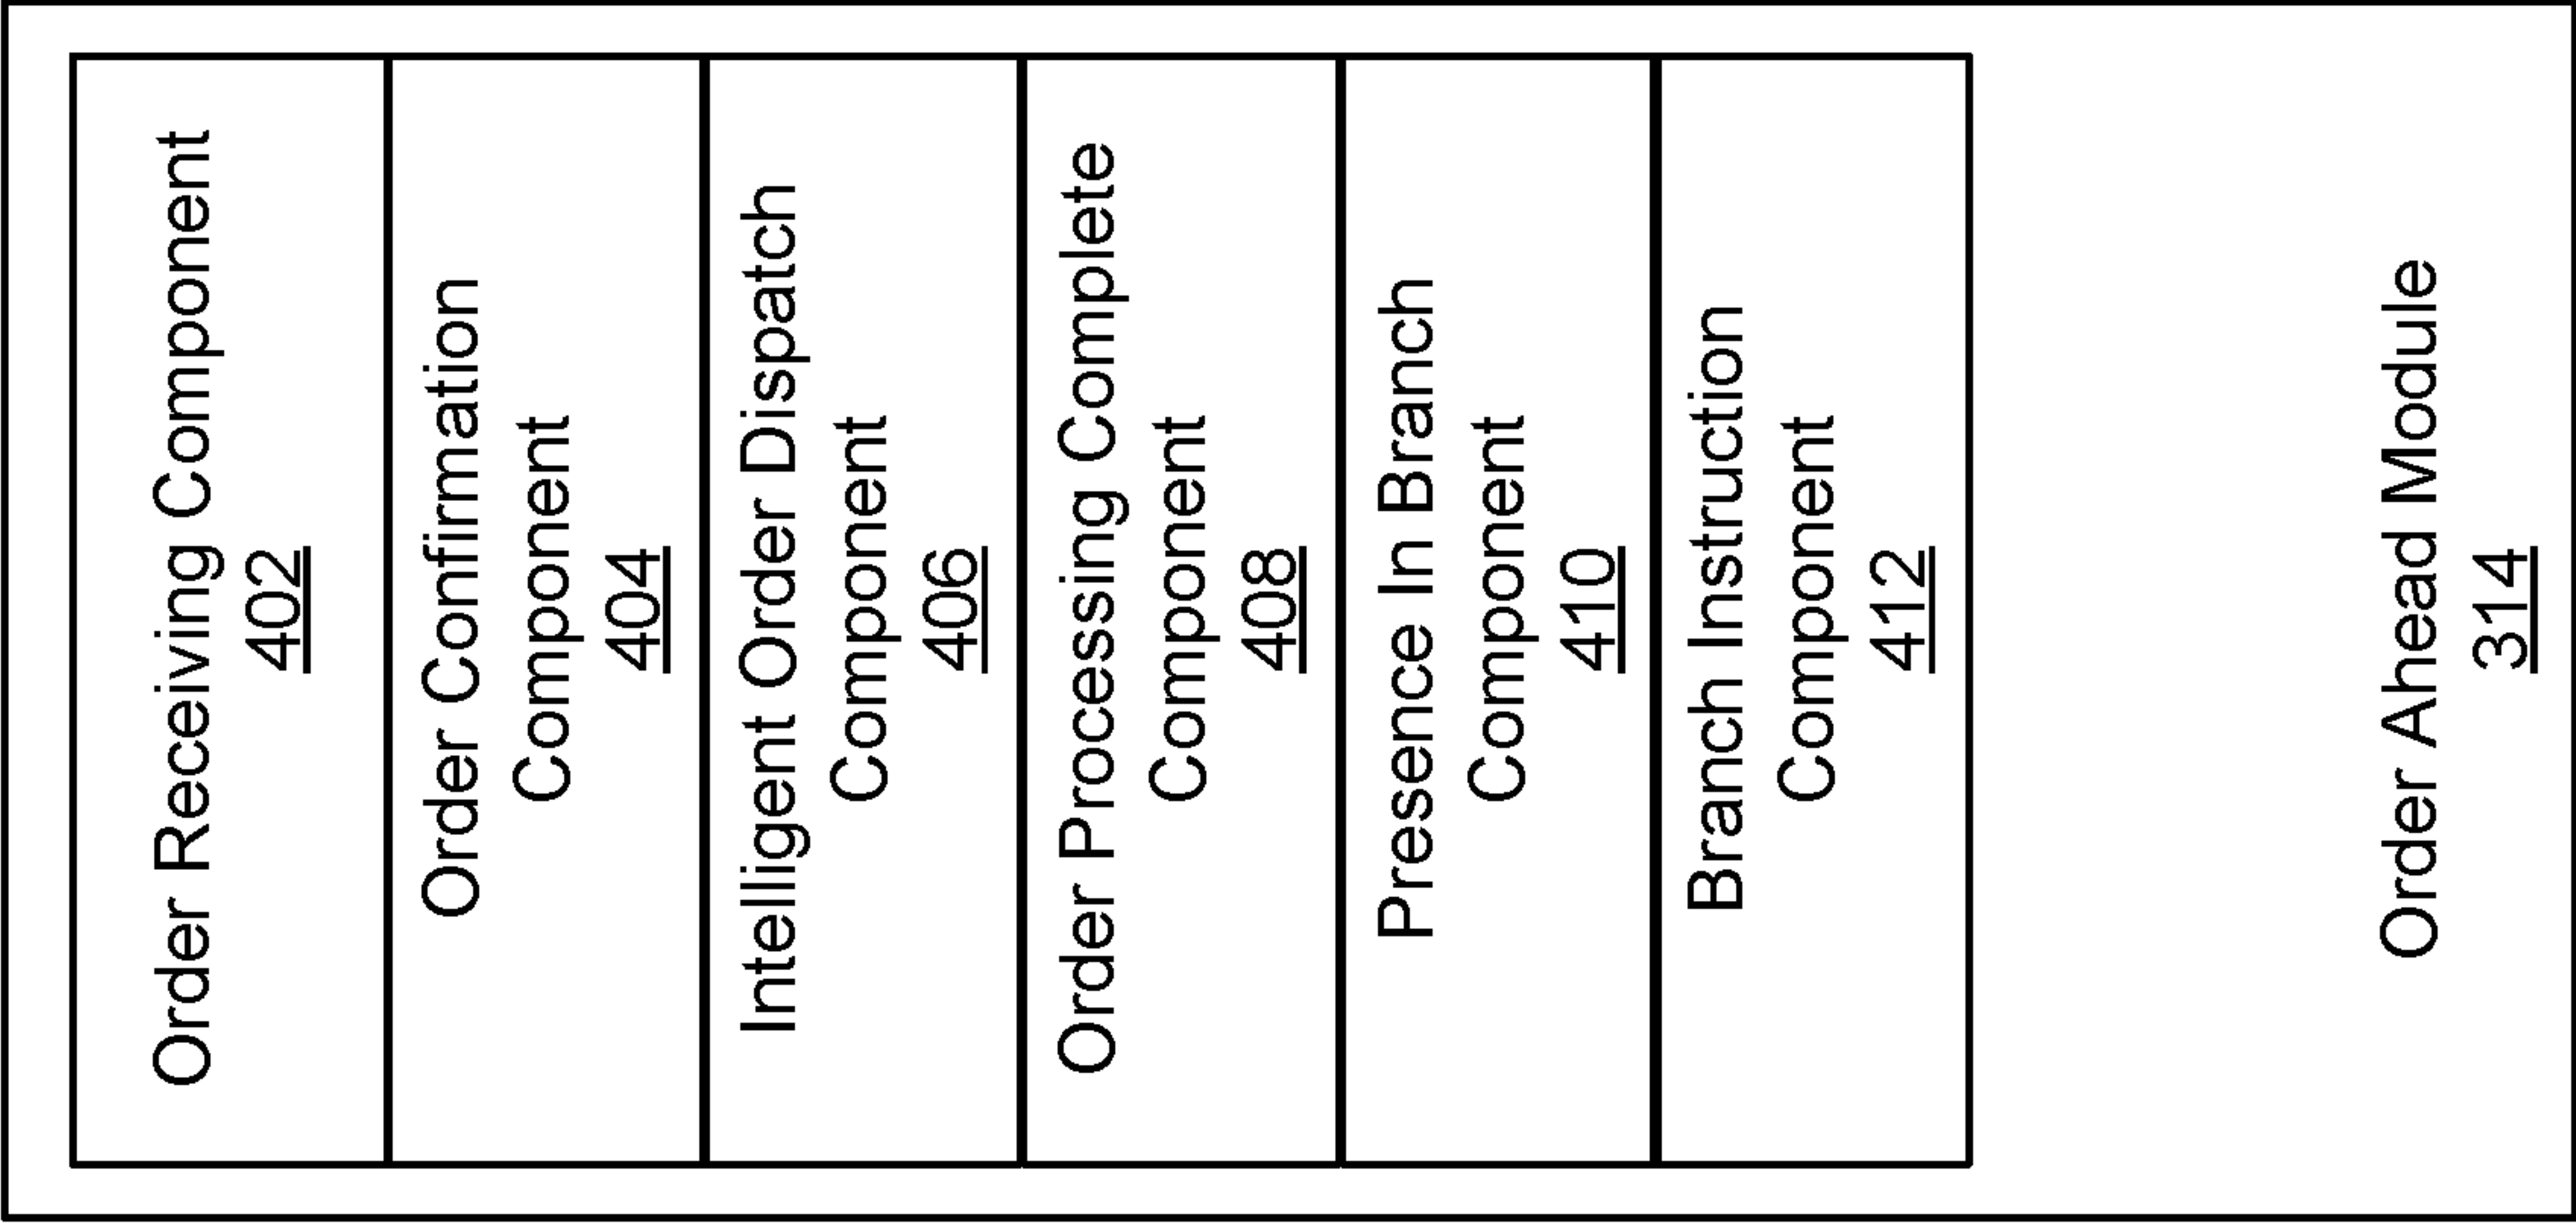 Order Receiving Component
402
Order Confirmation
Component
404
Intelligent Order Dispatch
Component
406
Order Processing Complete
Component
408
Presence In Branch
Component
410
Branch Instruction
Component
412
Order Ahead Module
314